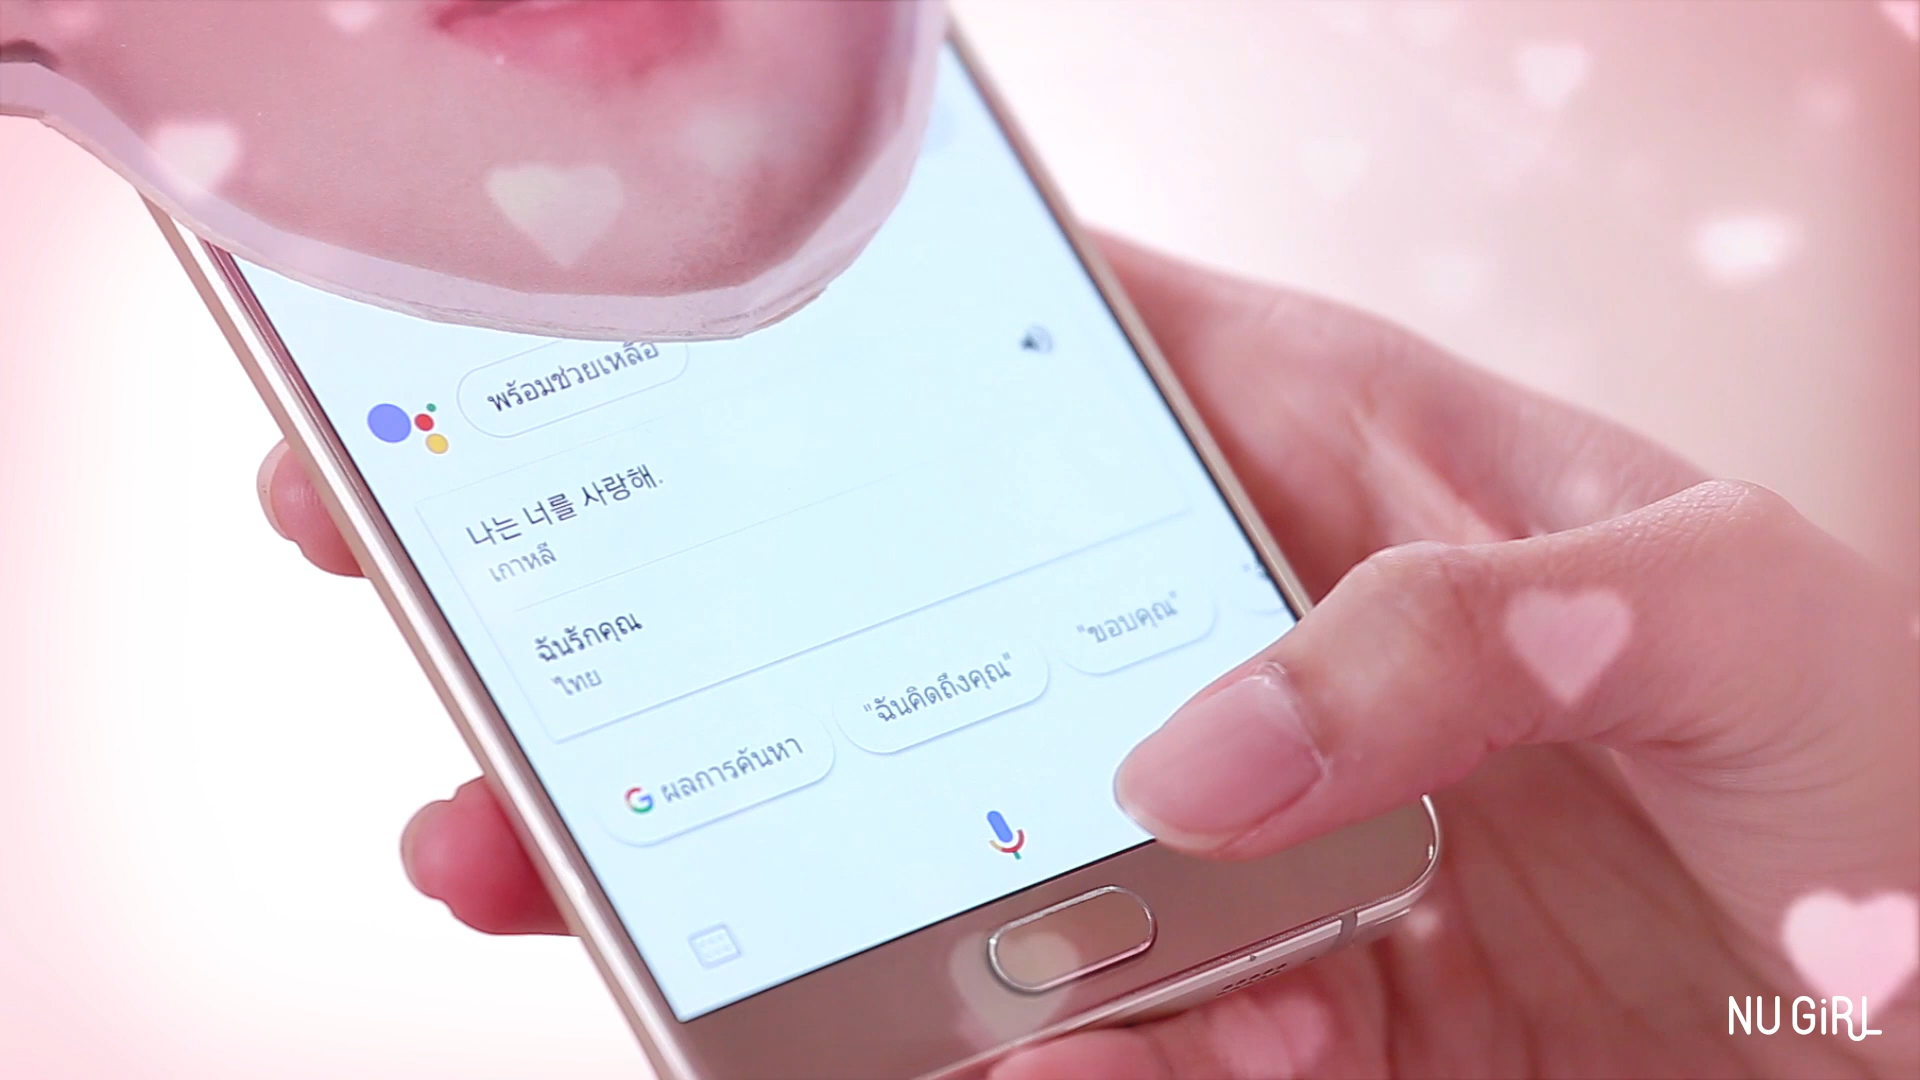 พร้อมช่วยเหลือ
나는 너를 사랑해.
เกาหลี
ฉันรักคุณ
ไทย
G ผลการค้นหา
"ฉันคิดถึงคุณ"
"ขอบคุณ"
NU GiRL